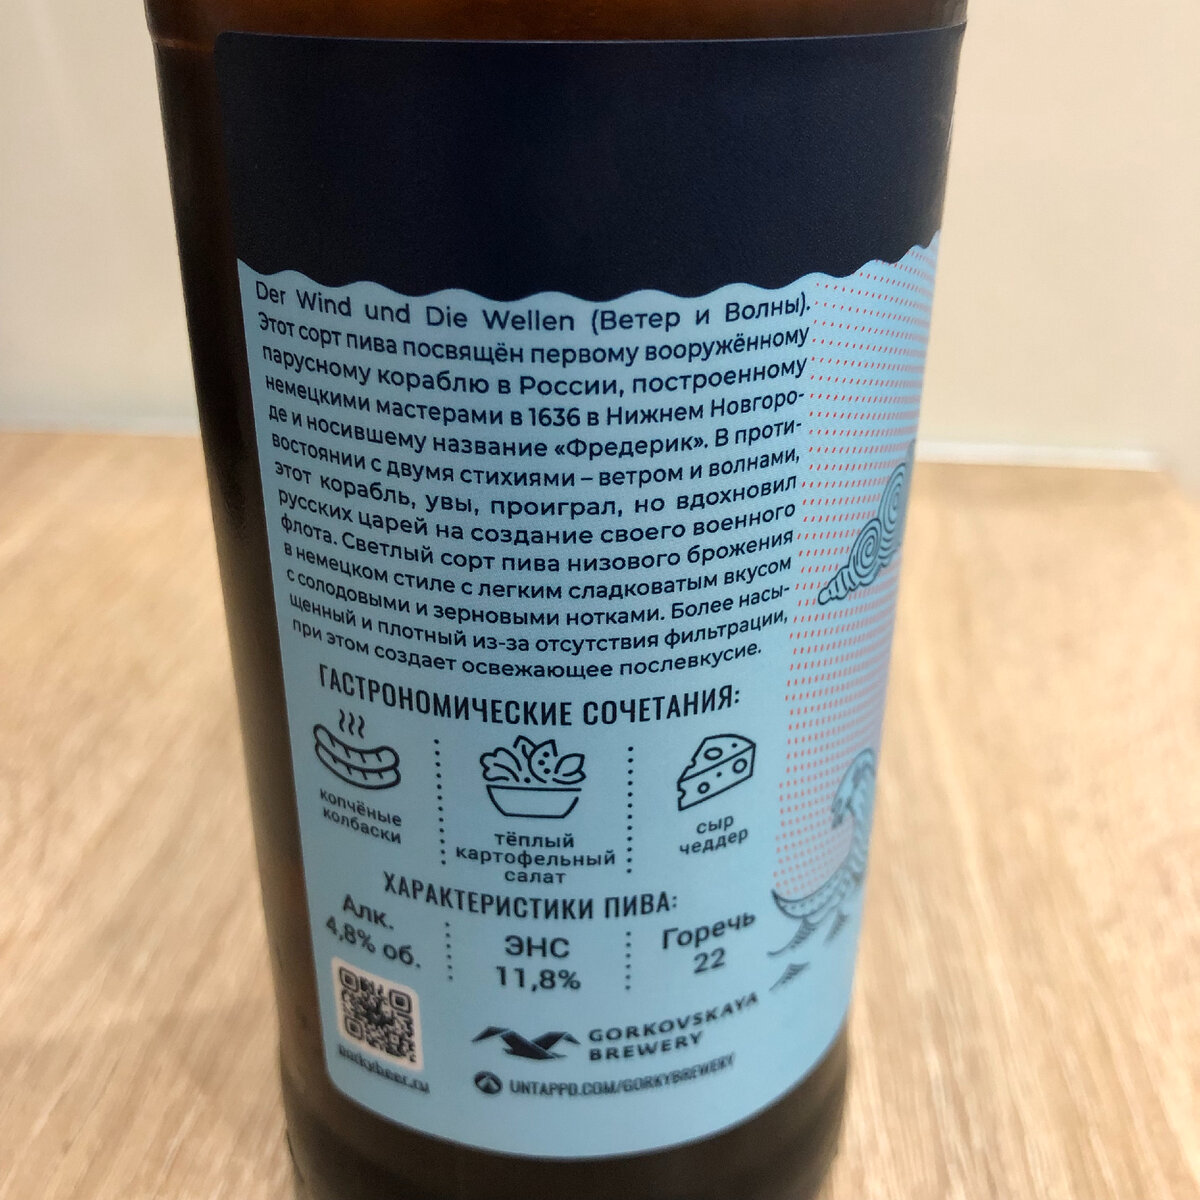 Der Wind und Die Wellen (Ветер и Волны).
Этот сорт пива посвящён первому вооружённому
парусному кораблю в России, построенному
немецкими мастерами в 1636 в Нижнем Новгоро-
де и носившему название «Фредерик». В проти-
востоянии с двумя стихиями – ветром и волнами,
этот корабль, увы, проиграл, но вдохновил
русских царей на создание своего военного
флота. Светлый сорт пива низового брожения
в немецком стиле с легким сладковатым вкусом
с солодовыми и зерновыми нотками. Более насы-
щенный и плотный из-за отсутствия фильтрации,
при этом создает освежающее послевкусие.
ГАСТРОНОМИЧЕСКИЕ СОЧЕТАНИЯ:
копчёные
колбаски
тёплый
картофельный
салат
сыр
чеддер
ХАРАКТЕРИСТИКИ ПИВА:
Алк.
4,8% об.
ЭНС
11,8%
Горечь
22
GORKOVSKAYA
BREWERY
gorkybeer.ru
UNTAPPD.COM/GORKYBREWERY